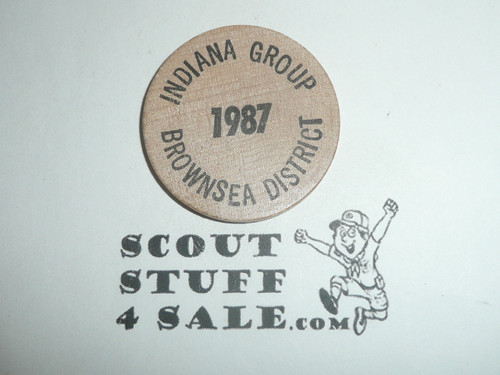 INDIANA GROUP
1987
BROWNSEA DISTRICT
SCOUT
STUFF
4 SALE.COM